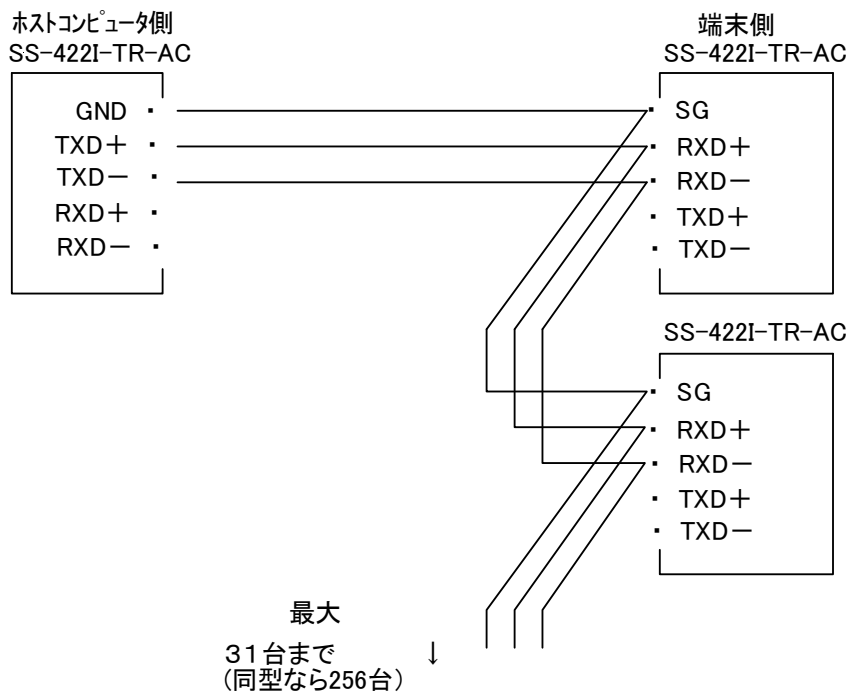 ホストコンピュータ側
SS-422I-TR-AC
GND
TXD＋
TXD－
RXD＋
RXD－
端末側
SS-422I-TR-AC
SG
RXD＋
RXD－
TXD＋
TXD－
SS-422I-TR-AC
SG
RXD＋
RXD－
TXD＋
TXD－
最大
３１台まで ↓
(同型なら256台)